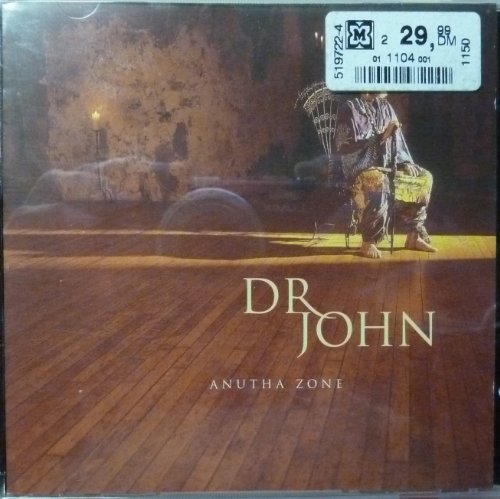 519722-4
M
2 29,99 DM
01 1104 001
1150
DR
JOHN
ANUTHA ZONE